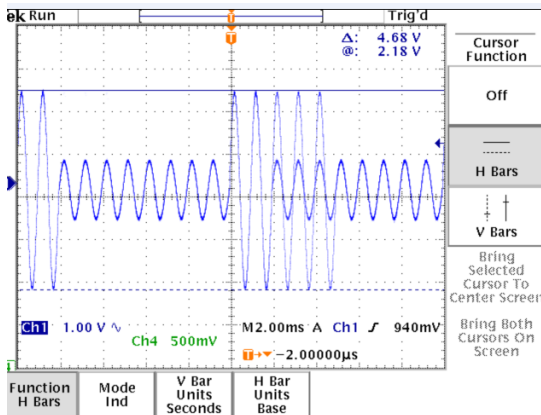 ek Run Trig'd
Δ: 4.68 V
@: 2.18 V
Cursor
Function
Off
H Bars
V Bars
Bring
Selected
Cursor To
Center Screen
Bring Both
Cursors On
Screen
Ch1 1.00 V ∿ M2.00ms A Ch1 ʃ 940mV
Ch4 500mV
T→▼ −2.00000µs
Function
H Bars
Mode
Ind
V Bar
Units
Seconds
H Bar
Units
Base